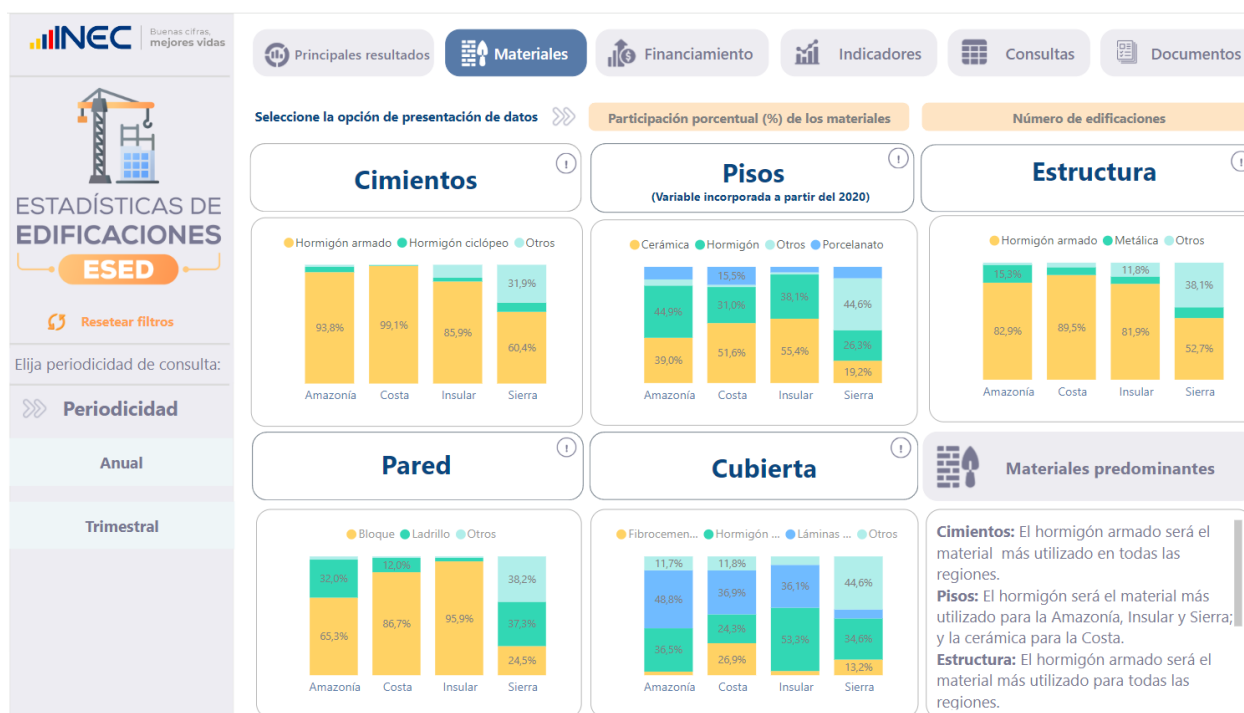 INEC
Buenas cifras,
mejores vidas
Principales resultados
Materiales
Financiamiento
Indicadores
Consultas
Documentos
ESTADÍSTICAS DE
EDIFICACIONES
ESED
Resetear filtros
Elija periodicidad de consulta:
Periodicidad
Anual
Trimestral
Seleccione la opción de presentación de datos
Participación porcentual (%) de los materiales
Número de edificaciones
Cimientos
Hormigón armado Hormigón ciclópeo Otros
31,9%
93,8% 99,1% 85,9% 60,4%
Amazonía Costa Insular Sierra
Pisos
(Variable incorporada a partir del 2020)
Cerámica Hormigón Otros Porcelanato
15,5%
44,9% 31,0% 38,1% 44,6%
26,3%
39,0% 51,6% 55,4% 19,2%
Amazonía Costa Insular Sierra
Estructura
Hormigón armado Metálica Otros
15,3% 11,8% 38,1%
82,9% 89,5% 81,9% 52,7%
Amazonía Costa Insular Sierra
Pared
Bloque Ladrillo Otros
32,0% 12,0% 38,2%
37,3%
65,3% 86,7% 95,9% 24,5%
Amazonía Costa Insular Sierra
Cubierta
Fibrocemen... Hormigón ... Láminas ... Otros
11,7% 11,8% 44,6%
48,8% 36,9% 36,1%
36,5% 24,3% 53,3% 34,6%
26,9% 13,2%
Amazonía Costa Insular Sierra
Materiales predominantes
Cimientos: El hormigón armado será el
material más utilizado en todas las
regiones.
Pisos: El hormigón será el material más
utilizado para la Amazonía, Insular y Sierra;
y la cerámica para la Costa.
Estructura: El hormigón armado será el
material más utilizado para todas las
regiones.